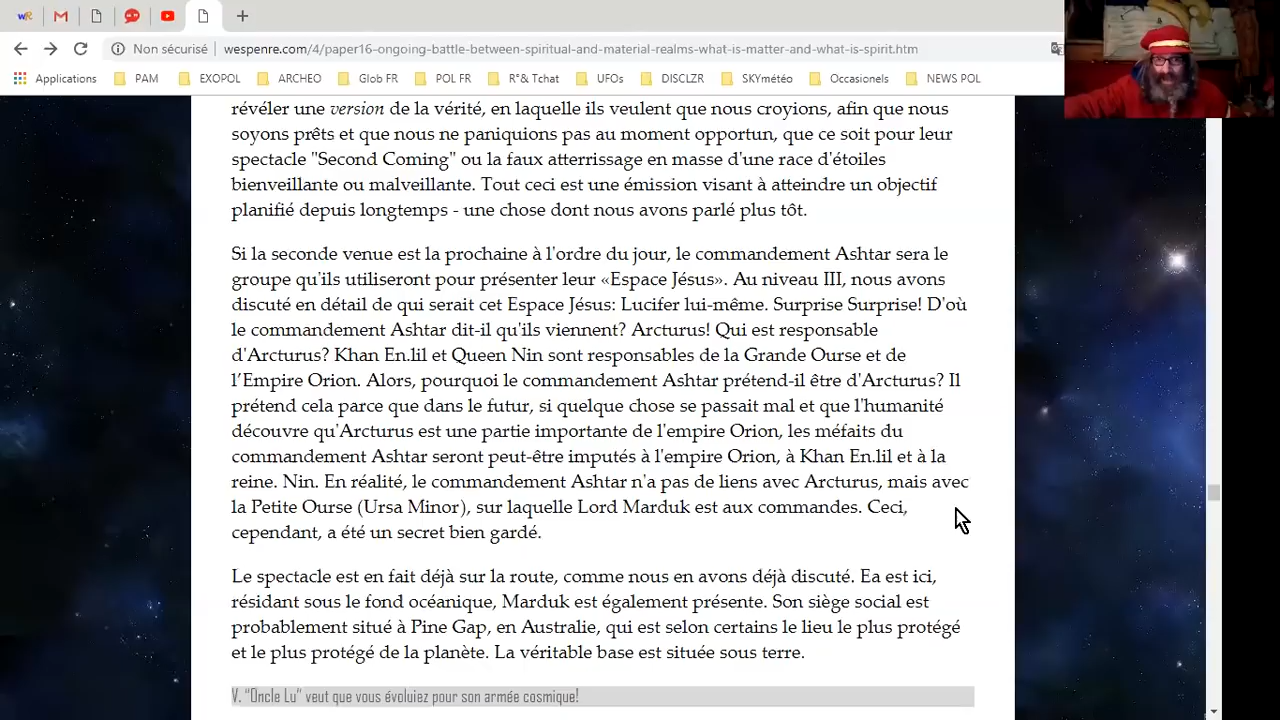 Non sécurisé
wespenre.com/4/paper16-ongoing-battle-between-spiritual-and-material-realms-what-is-matter-and-what-is-spirit.htm
Applications PAM EXOPOL ARCHEO Glob FR POL FR R°& Tchat UFOs DISCLZR SKYmétéo Occasionels NEWS POL
révéler une version de la vérité, en laquelle ils veulent que nous croyions, afin que nous
soyons prêts et que nous ne paniquions pas au moment opportun, que ce soit pour leur
spectacle "Second Coming" ou la faux atterrissage en masse d'une race d'étoiles
bienveillante ou malveillante. Tout ceci est une émission visant à atteindre un objectif
planifié depuis longtemps - une chose dont nous avons parlé plus tôt.
Si la seconde venue est la prochaine à l'ordre du jour, le commandement Ashtar sera le
groupe qu'ils utiliseront pour présenter leur «Espace Jésus». Au niveau III, nous avons
discuté en détail de qui serait cet Espace Jésus: Lucifer lui-même. Surprise Surprise! D'où
le commandement Ashtar dit-il qu'ils viennent? Arcturus! Qui est responsable
d'Arcturus? Khan En.lil et Queen Nin sont responsables de la Grande Ourse et de
l’Empire Orion. Alors, pourquoi le commandement Ashtar prétend-il être d'Arcturus? Il
prétend cela parce que dans le futur, si quelque chose se passait mal et que l'humanité
découvre qu'Arcturus est une partie importante de l'empire Orion, les méfaits du
commandement Ashtar seront peut-être imputés à l'empire Orion, à Khan En.lil et à la
reine. Nin. En réalité, le commandement Ashtar n'a pas de liens avec Arcturus, mais avec
la Petite Ourse (Ursa Minor), sur laquelle Lord Marduk est aux commandes. Ceci,
cependant, a été un secret bien gardé.
Le spectacle est en fait déjà sur la route, comme nous en avons déjà discuté. Ea est ici,
résidant sous le fond océanique, Marduk est également présente. Son siège social est
probablement situé à Pine Gap, en Australie, qui est selon certains le lieu le plus protégé
et le plus protégé de la planète. La véritable base est située sous terre.
V. “Oncle Lu” veut que vous évoluiez pour son armée cosmique!